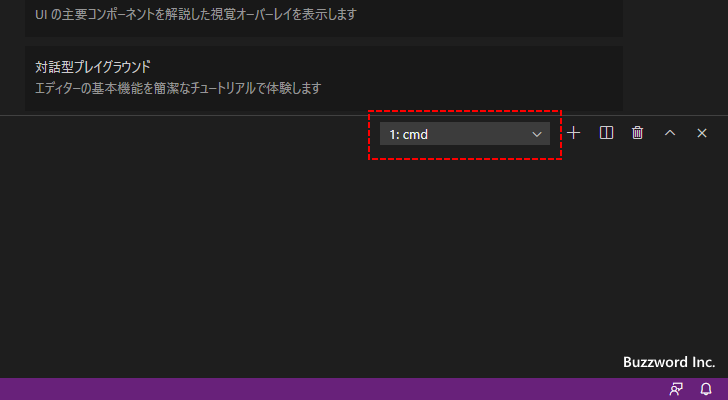 UI の主要コンポーネントを解説した視覚オーバーレイを表示します
対話型プレイグラウンド
エディターの基本機能を簡潔なチュートリアルで体験します
1: cmd
Buzzword Inc.